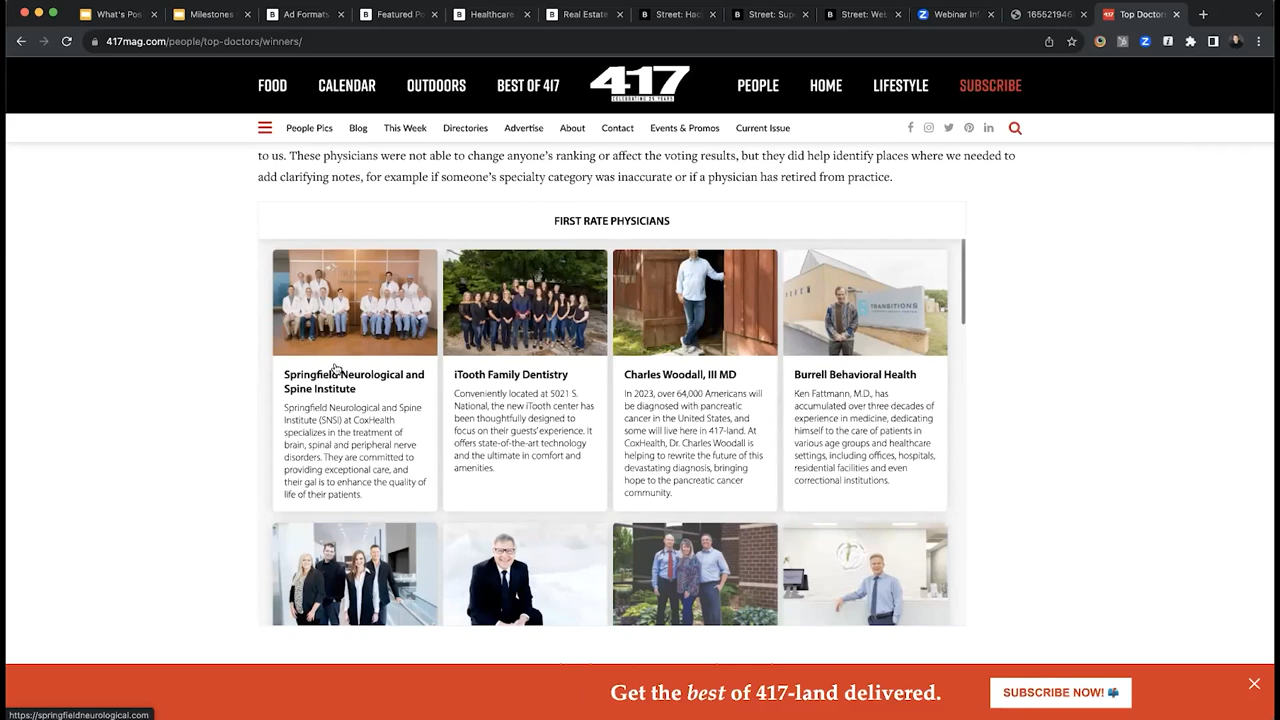 What's Pos
Milestones
Ad Formats
Featured Po
Healthcare
Real Estate
Street: Hac
Street: Sup
Street: Web
Webinar Inf
1655219461
Top Doctor
417mag.com/people/top-doctors/winners/
FOOD CALENDAR OUTDOORS BEST OF 417 417 PEOPLE HOME LIFESTYLE SUBSCRIBE
CELEBRATING 25 YEARS
People Pics Blog This Week Directories Advertise About Contact Events & Promos Current Issue
to us. These physicians were not able to change anyone's ranking or affect the voting results, but they did help identify places where we needed to
add clarifying notes, for example if someone's specialty category was inaccurate or if a physician has retired from practice.
FIRST RATE PHYSICIANS
TRANSITIONS
Springfield Neurological and
Spine Institute
Springfield Neurological and Spine
Institute (SNSI) at CoxHealth
specializes in the treatment of
brain, spinal and peripheral nerve
disorders. They are committed to
providing exceptional care, and
their gal is to enhance the quality of
life of their patients.
iTooth Family Dentistry
Conveniently located at 5021 S.
National, the new iTooth center has
been thoughtfully designed to
focus on their guests' experience. It
offers state-of-the-art technology
and the ultimate in comfort and
amenities.
Charles Woodall, III MD
In 2023, over 64,000 Americans will
be diagnosed with pancreatic
cancer in the United States, and
some will live here in 417-land. At
CoxHealth, Dr. Charles Woodall is
helping to rewrite the future of this
devastating diagnosis, bringing
hope to the pancreatic cancer
community.
Burrell Behavioral Health
Ken Fattmann, M.D., has
accumulated over three decades of
experience in medicine, dedicating
himself to the care of patients in
various age groups and healthcare
settings, including offices, hospitals,
residential facilities and even
correctional institutions.
Get the best of 417-land delivered.
SUBSCRIBE NOW!
https://springfieldneurological.com